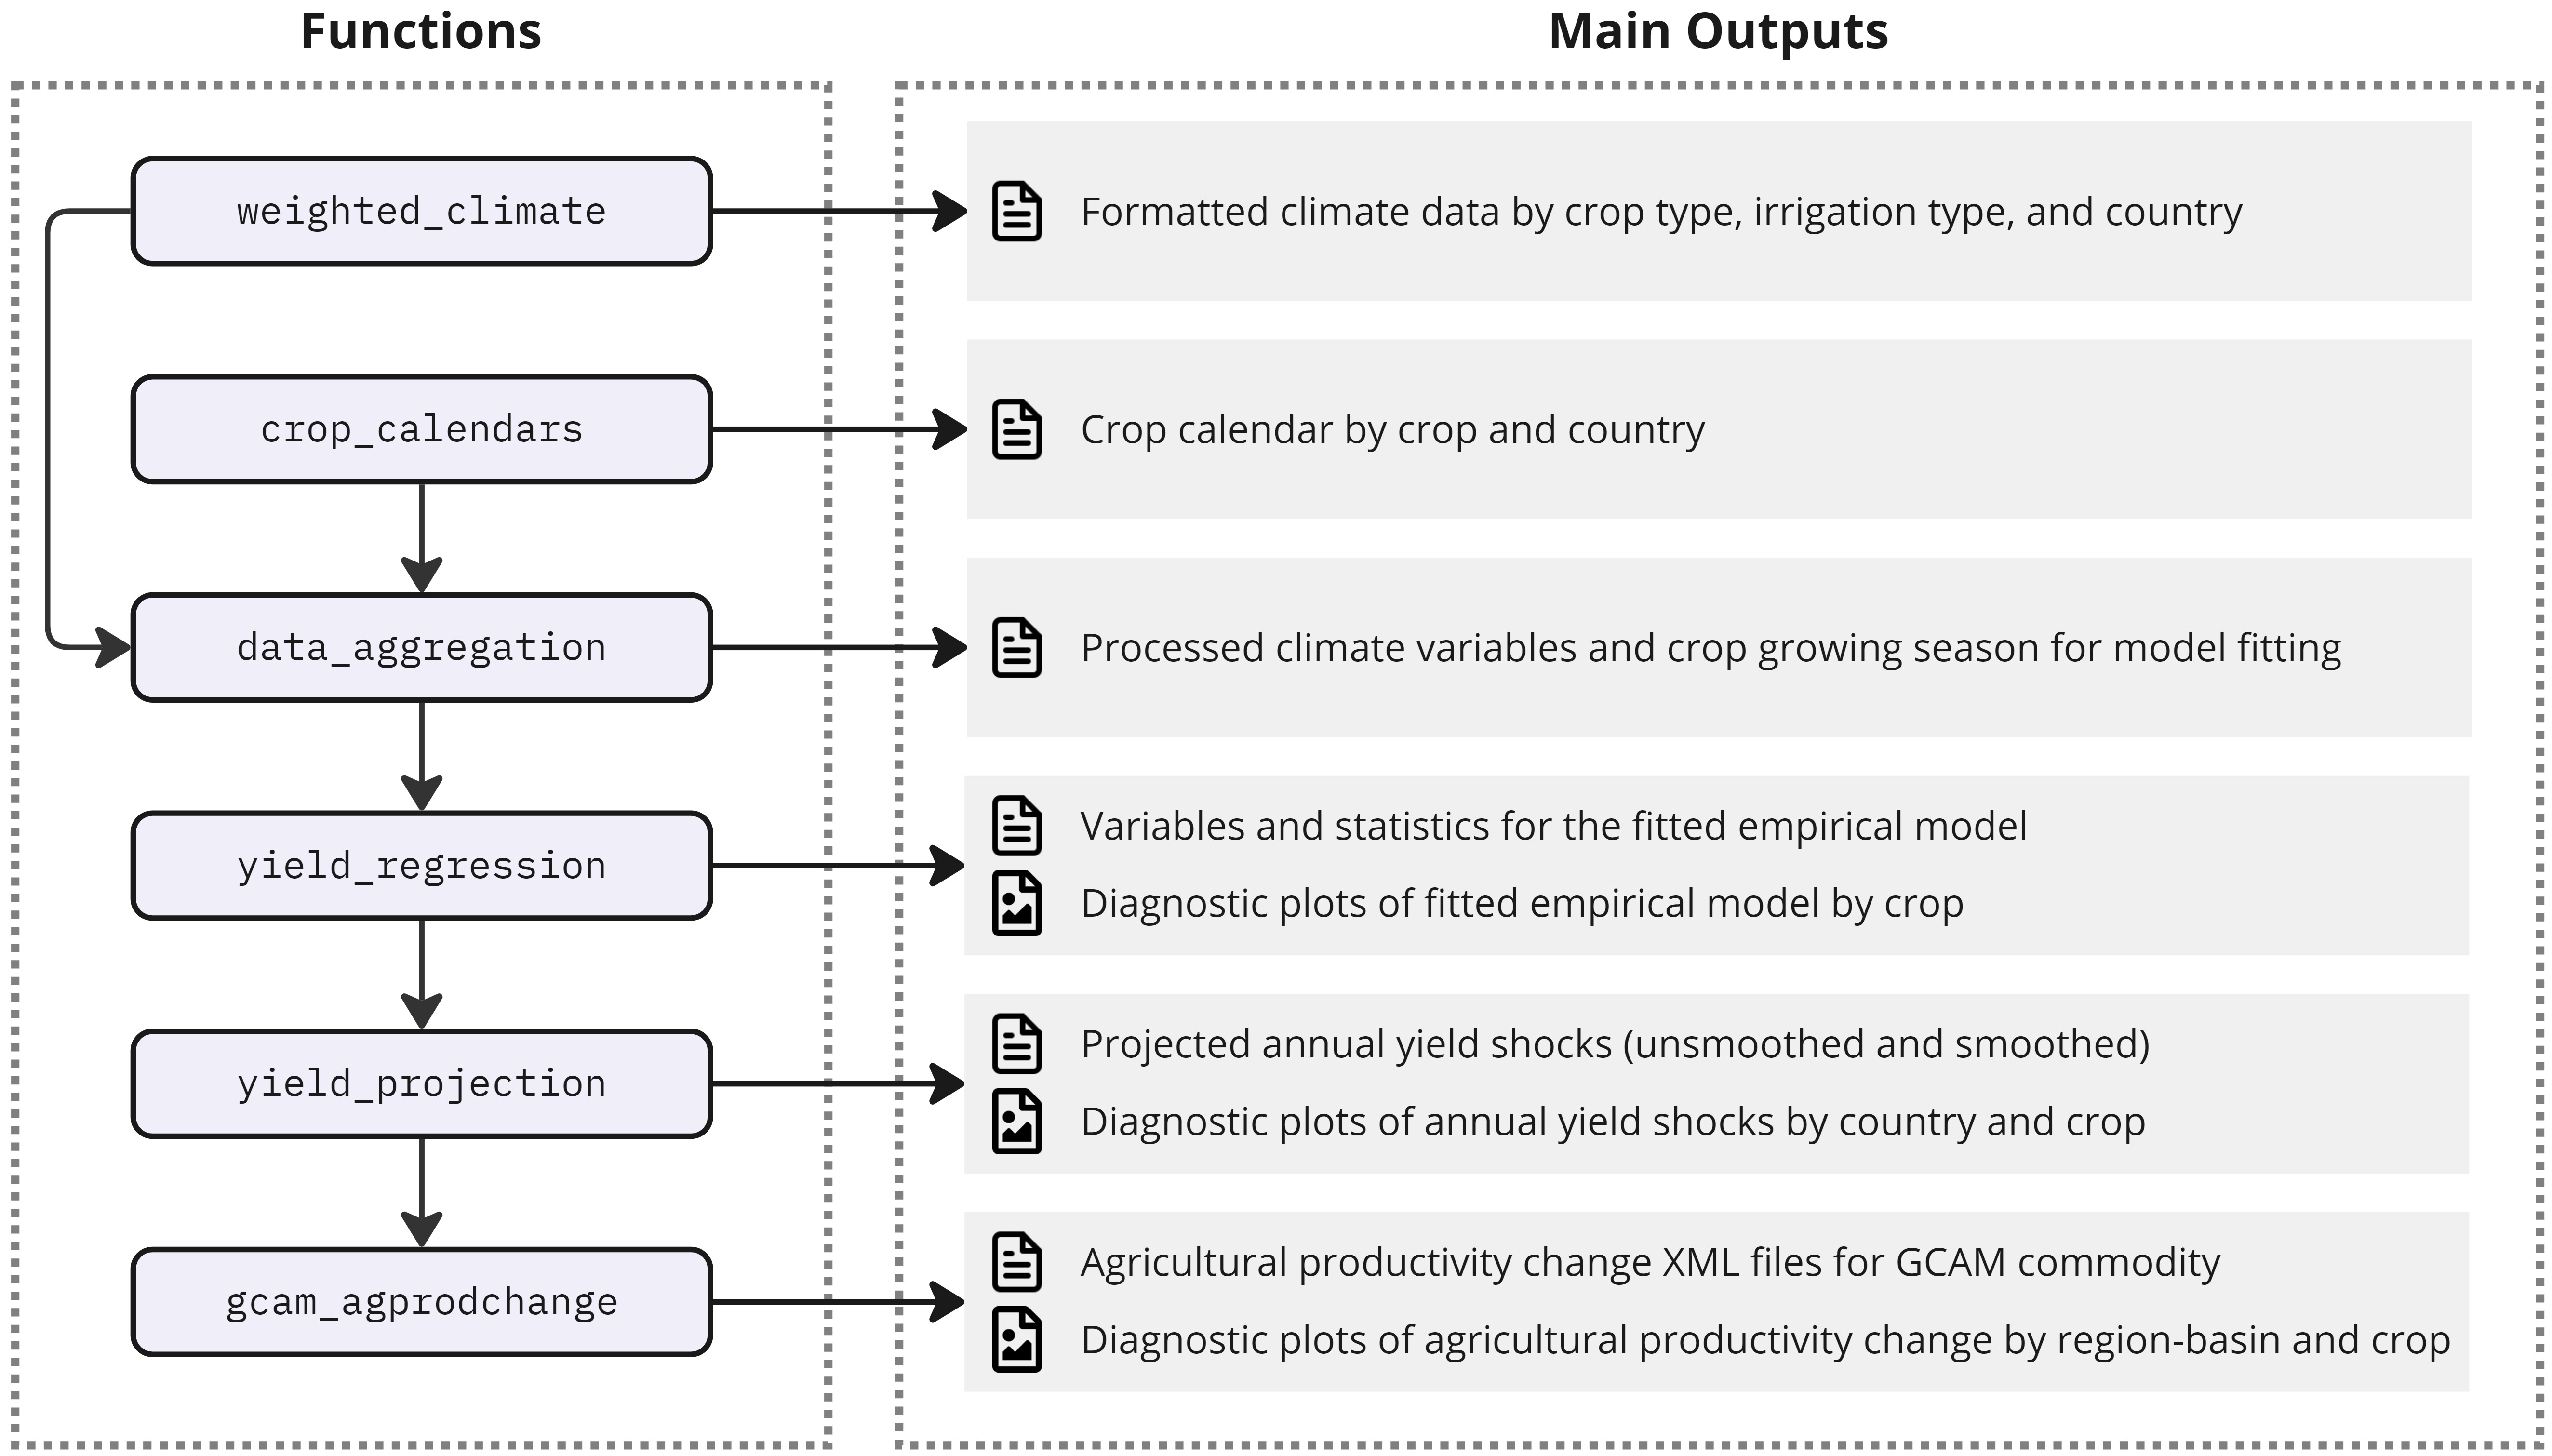 Functions
Main Outputs
weighted_climate
Formatted climate data by crop type, irrigation type, and country
crop_calendars
Crop calendar by crop and country
data_aggregation
Processed climate variables and crop growing season for model fitting
yield_regression
Variables and statistics for the fitted empirical model
Diagnostic plots of fitted empirical model by crop
yield_projection
Projected annual yield shocks (unsmoothed and smoothed)
Diagnostic plots of annual yield shocks by country and crop
gcam_agprodchange
Agricultural productivity change XML files for GCAM commodity
Diagnostic plots of agricultural productivity change by region-basin and crop